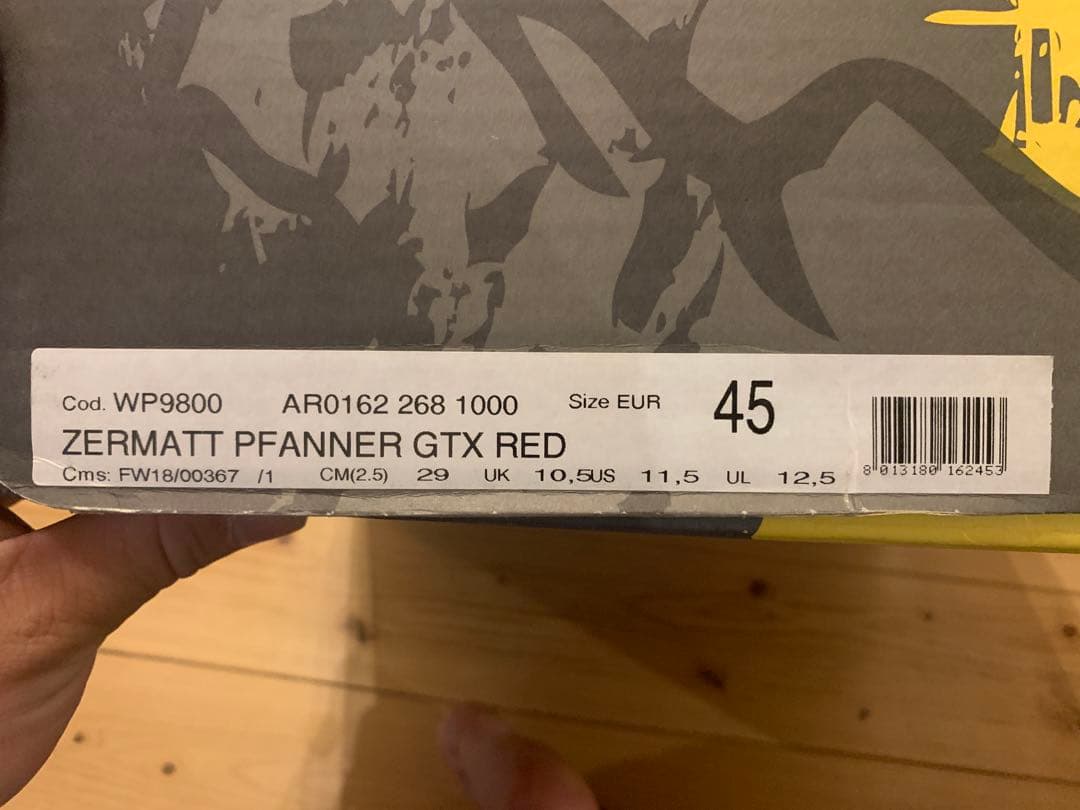 Cod. WP9800 AR0162 268 1000 Size EUR 45
ZERMATT PFANNER GTX RED
Cms: FW18/00367 /1 CM(2.5) 29 UK 10,5US 11,5 UL 12,5
8 013180 162453